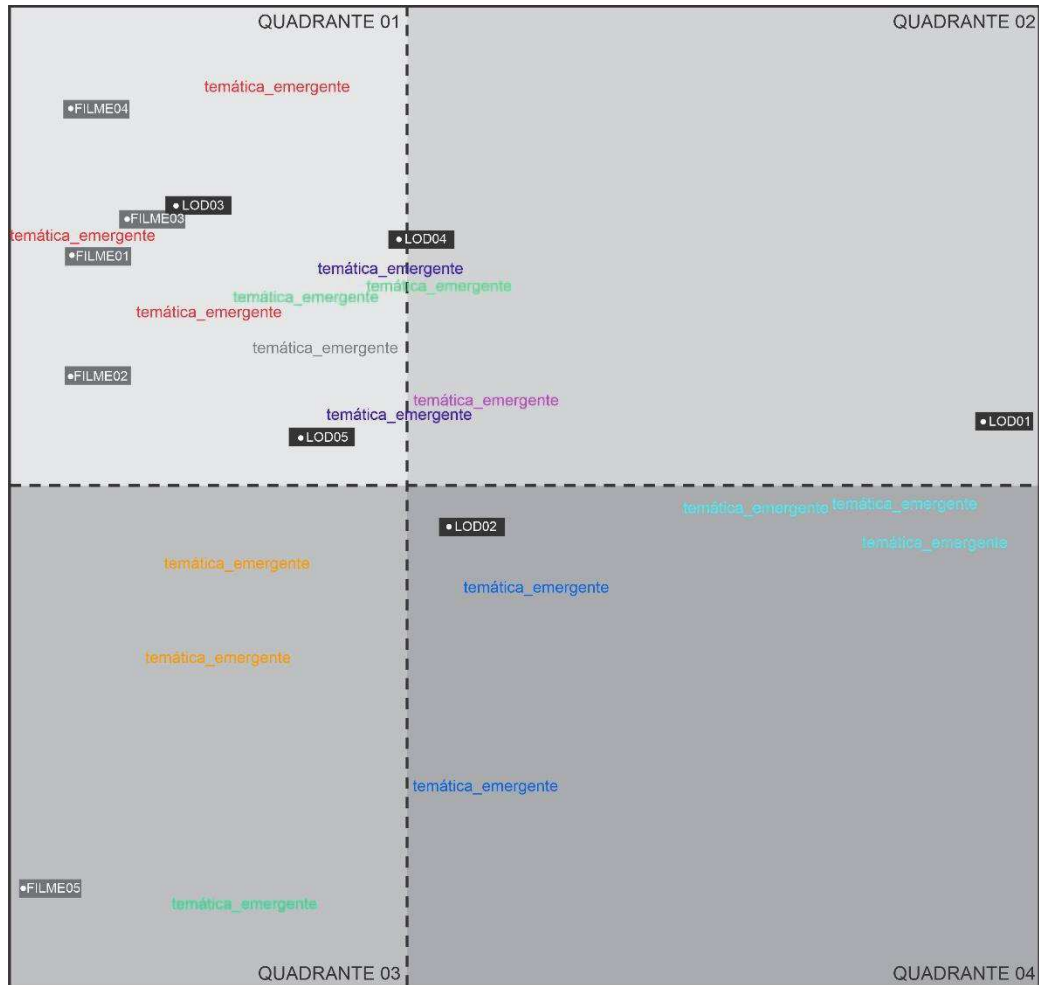 QUADRANTE 01
QUADRANTE 02
temática_emergente
•FILME04
•LOD03
•FILME03
temática_emergente
•LOD04
•FILME01
temática_emergente
temática_emergente
temática_emergente
temática_emergente
temática_emergente
•FILME02
temática_emergente
temática_emergente
•LOD01
•LOD05
temática_emergente
temática_emergente
•LOD02
temática_emergente
temática_emergente
temática_emergente
temática_emergente
temática_emergente
•FILME05
temática_emergente
QUADRANTE 03
QUADRANTE 04